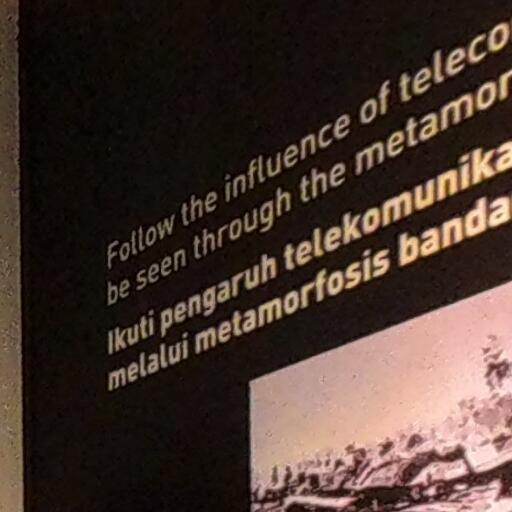 Follow the influence of teleco
be seen through the metamor
Ikuti pengaruh telekomunika
melalui metamorfosis banda